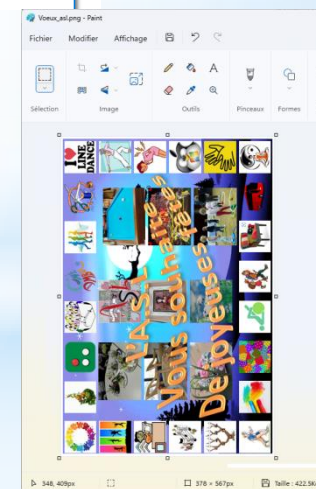 Voeux_asl.png - Paint
Fichier Modifier Affichage
Sélection
Image
Outils
Pinceaux
Formes
I LINE
DANCE
L'A.S.L
Vous souhaite
De joyeuses fêtes
348, 409px
378 × 567px
Taille : 422.5K